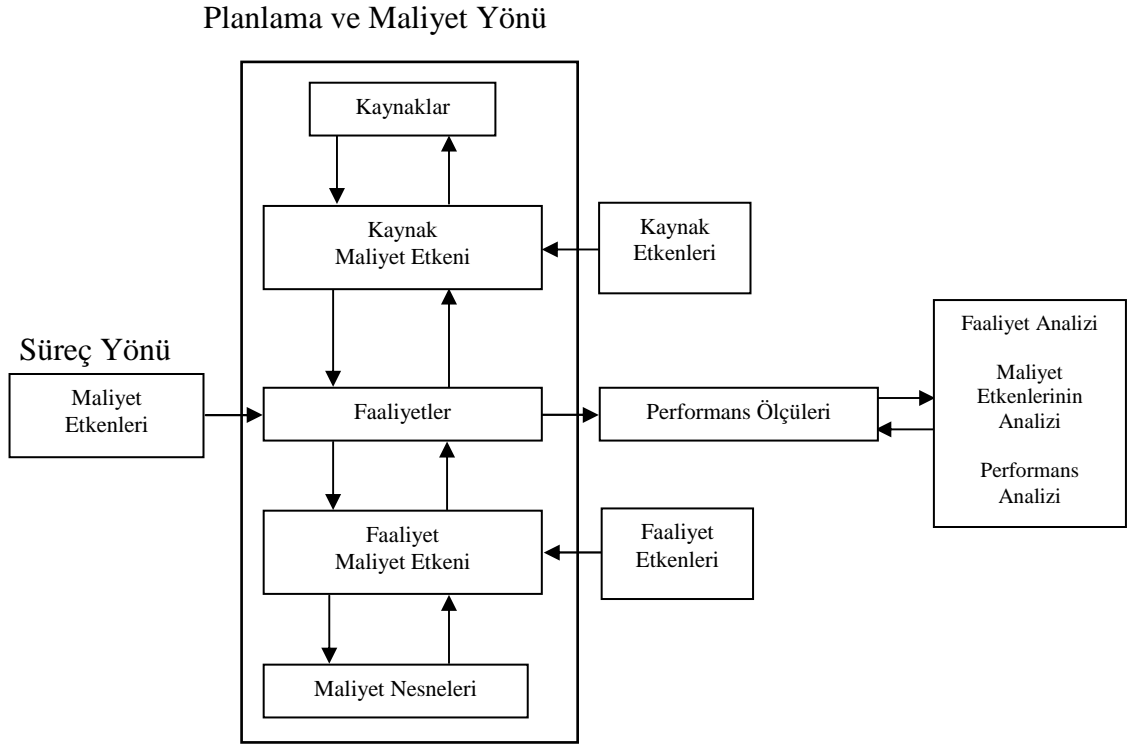 Planlama ve Maliyet Yönü
Kaynaklar
Kaynak
Maliyet Etkeni
Kaynak
Etkenleri
Süreç Yönü
Maliyet
Etkenleri
Faaliyetler
Performans Ölçüleri
Faaliyet Analizi
Maliyet
Etkenlerinin
Analizi
Performans
Analizi
Faaliyet
Maliyet Etkeni
Faaliyet
Etkenleri
Maliyet Nesneleri